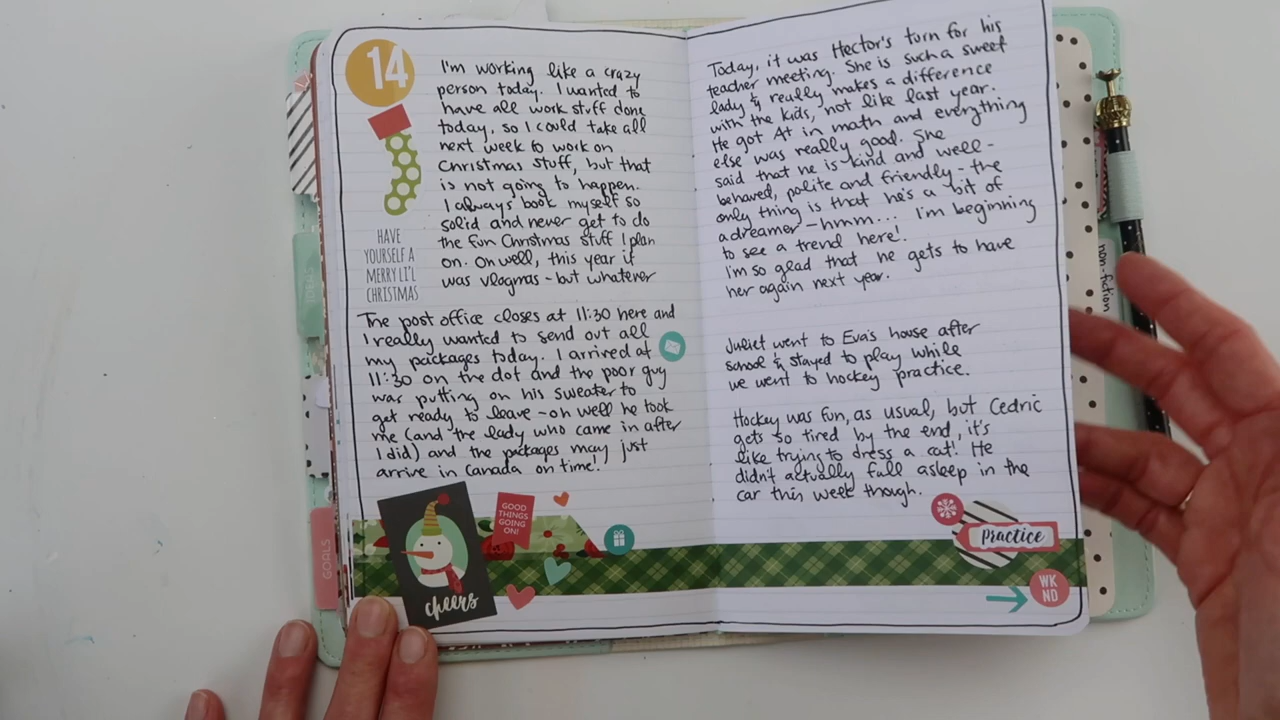 14
I'm working like a crazy
person today. I wanted to
have all work stuff done
today, so I could take all
next week to work on
Christmas stuff, but that
is not going to happen.
I always book myself so
solid and never get to do
the fun Christmas stuff I plan
on. Oh well, this year it
was vlogmas - but whatever
HAVE
YOURSELF A
MERRY LI'L
CHRISTMAS
The post office closes at 11:30 here and
I really wanted to send out all
my packages today. I arrived at
11:30 on the dot and the poor guy
was putting on his sweater to
get ready to leave - oh well he took
me (and the lady who came in after
I did) and the packages may just
arrive in Canada on time!
GOOD
THINGS
GOING
ON!
cheers
Today, it was Hector's turn for his
teacher meeting. She is such a sweet
lady & really makes a difference
with the kids, not like last year.
He got A+ in math and everything
else was really good. She
said that he is kind and well-
behaved, polite and friendly - the
only thing is that he's a bit of
a dreamer - hmm... I'm beginning
to see a trend here!
I'm so glad that he gets to have
her again next year.
Juliet went to Eva's house after
school & stayed to play while
we went to hockey practice.
Hockey was fun, as usual, but Cedric
gets so tired by the end, it's
like trying to dress a cat! He
didn't actually fall asleep in the
car this week though.
practice
WK
ND
non-fiction
GOALS